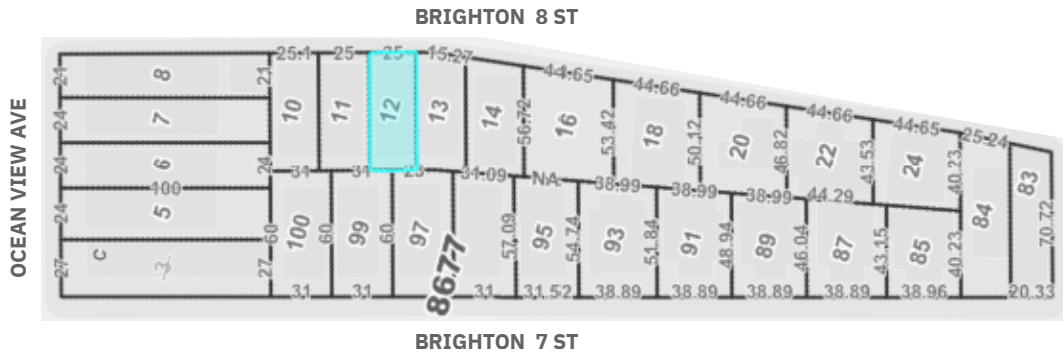 BRIGHTON 8 ST
OCEAN VIEW AVE
25.1 25 25 15.27 44.65 44.66 44.66 44.66 44.65 25.24
21 8 21
24 7
24 6 24
100
24 5
27 C 27
10 11 12 13 14 16 18 20 22 24 83
56.72 53.42 50.12 46.82 43.53 40.23 70.72
31 31 25 31.09 NA 38.99 38.99 38.99 44.29
60 100 60 99 60 97 57.09 95 54.74 93 51.84 91 48.94 89 46.04 87 43.15 85 40.23 84
8677
31 31 31 31.52 38.89 38.89 38.89 38.89 38.96 20.33
BRIGHTON 7 ST